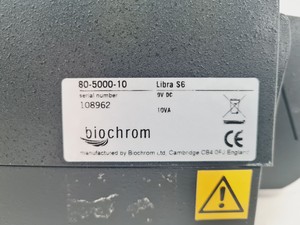 80-5000-10 Libra S6
serial number 9V DC
108962
10VA
biochrom
manufactured by Biochrom Ltd, Cambridge CB4 0FJ England